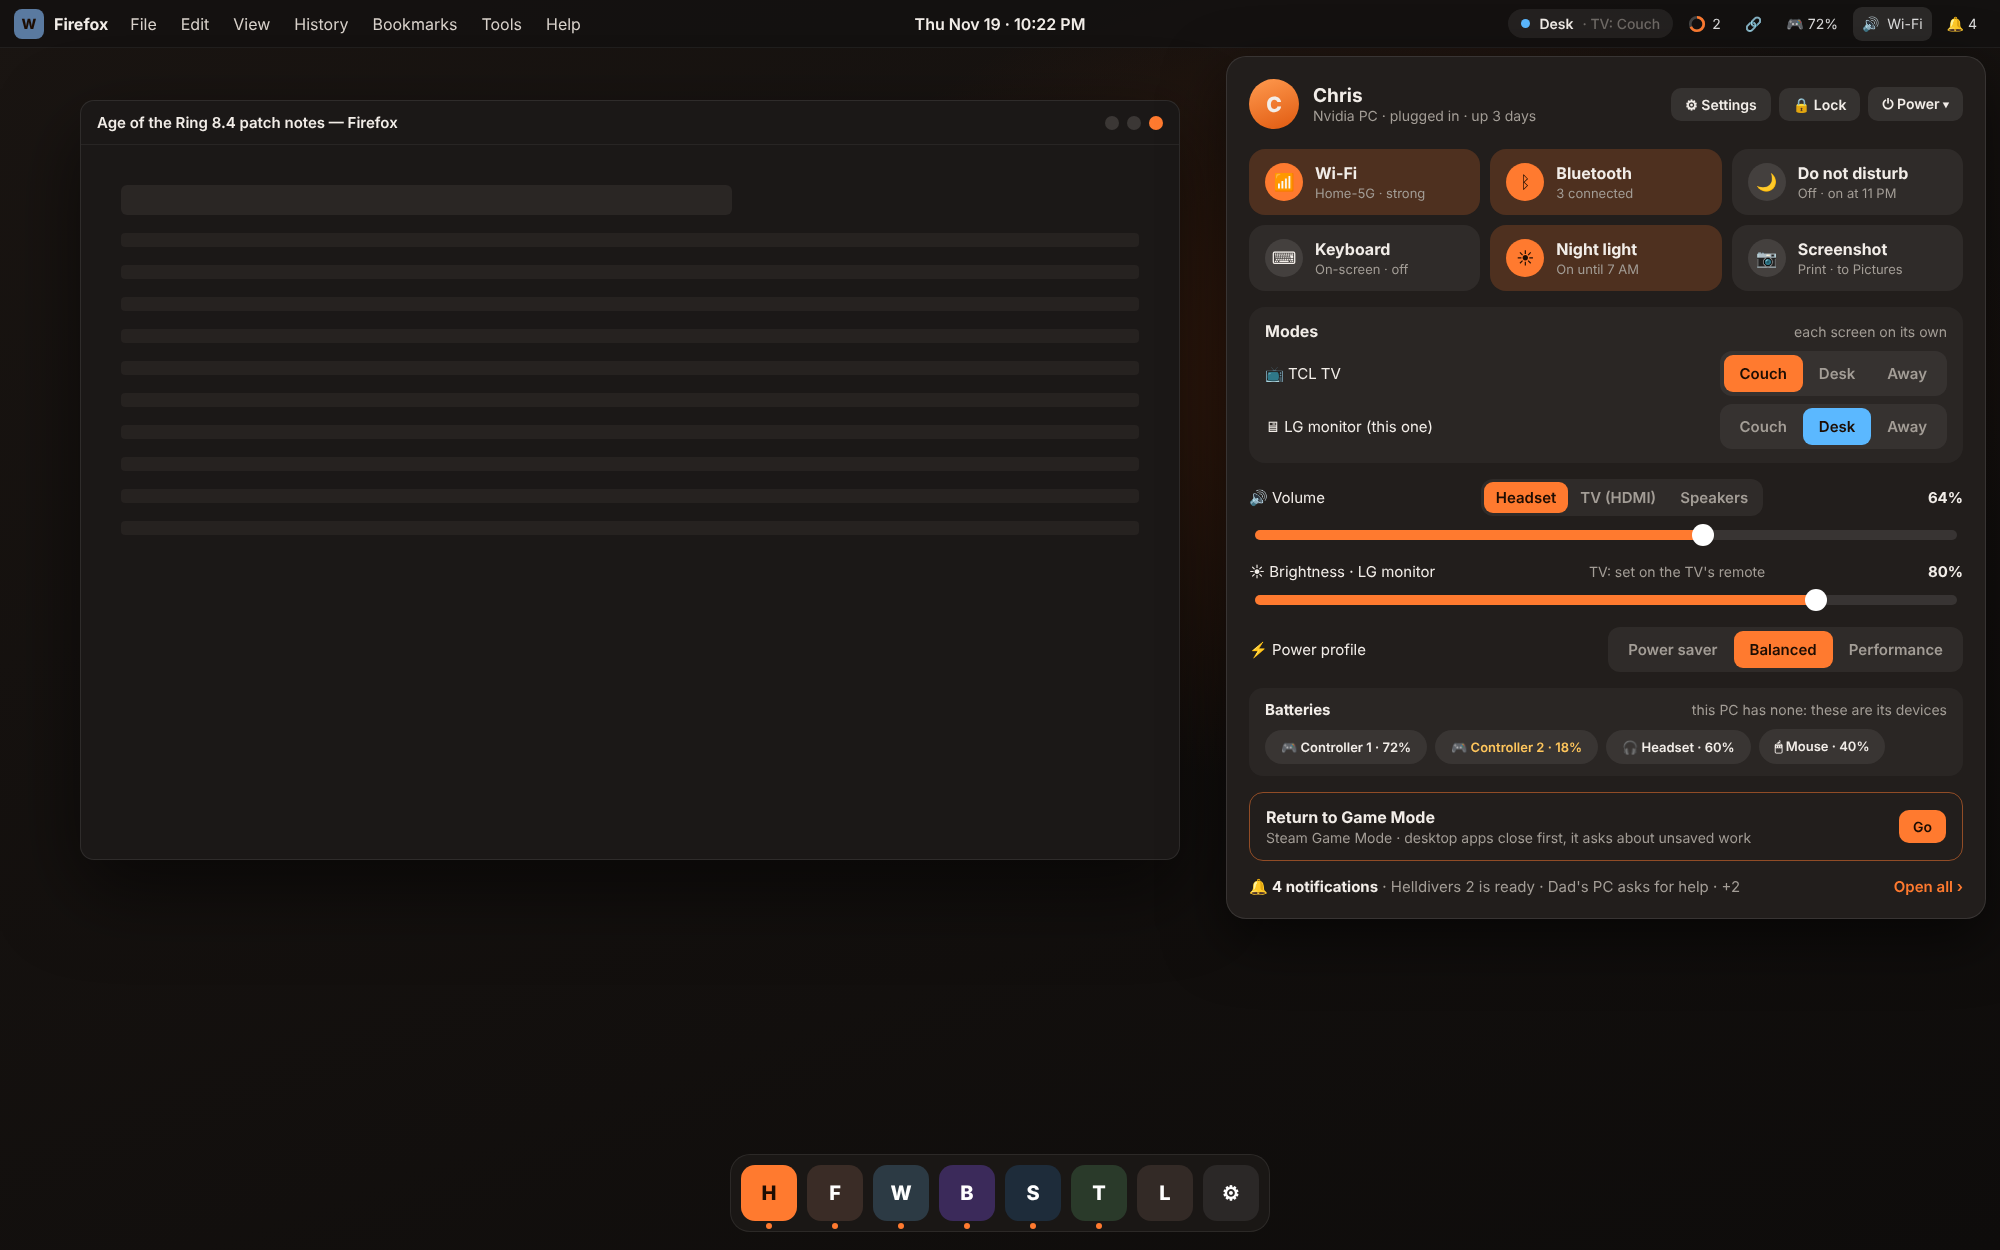 W Firefox File Edit View History Bookmarks Tools Help
Thu Nov 19 · 10:22 PM
Desk · TV: Couch 2 72% Wi-Fi 4
Age of the Ring 8.4 patch notes — Firefox
C
Chris
Nvidia PC · plugged in · up 3 days
Settings Lock Power
Wi-Fi
Home-5G · strong
Bluetooth
3 connected
Do not disturb
Off · on at 11 PM
Keyboard
On-screen · off
Night light
On until 7 AM
Screenshot
Print · to Pictures
Modes each screen on its own
TCL TV Couch Desk Away
LG monitor (this one) Couch Desk Away
Volume Headset TV (HDMI) Speakers 64%
Brightness · LG monitor TV: set on the TV's remote 80%
Power profile Power saver Balanced Performance
Batteries this PC has none: these are its devices
Controller 1 · 72% Controller 2 · 18% Headset · 60% Mouse · 40%
Return to Game Mode
Steam Game Mode · desktop apps close first, it asks about unsaved work
Go
4 notifications · Helldivers 2 is ready · Dad's PC asks for help · +2 Open all ›
H F W B S T L